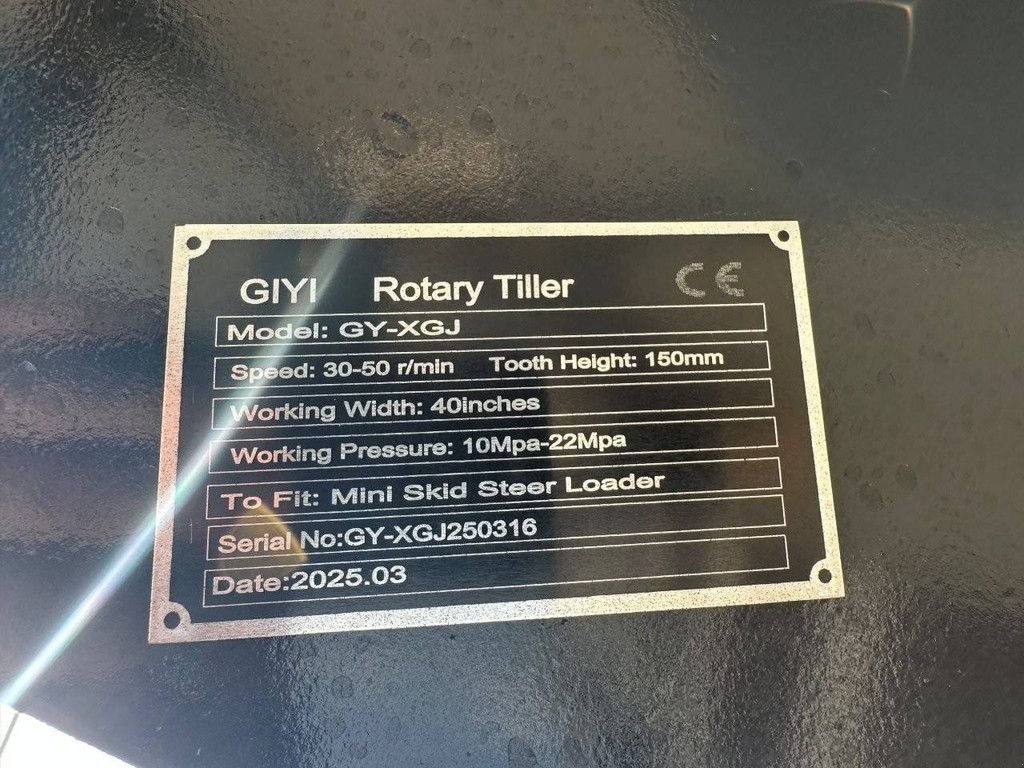 GIYI Rotary Tiller CE
Model: GY-XGJ
Speed: 30-50 r/min Tooth Height: 150mm
Working Width: 40inches
Working Pressure: 10Mpa-22Mpa
To Fit: Mini Skid Steer Loader
Serial No:GY-XGJ250316
Date:2025.03